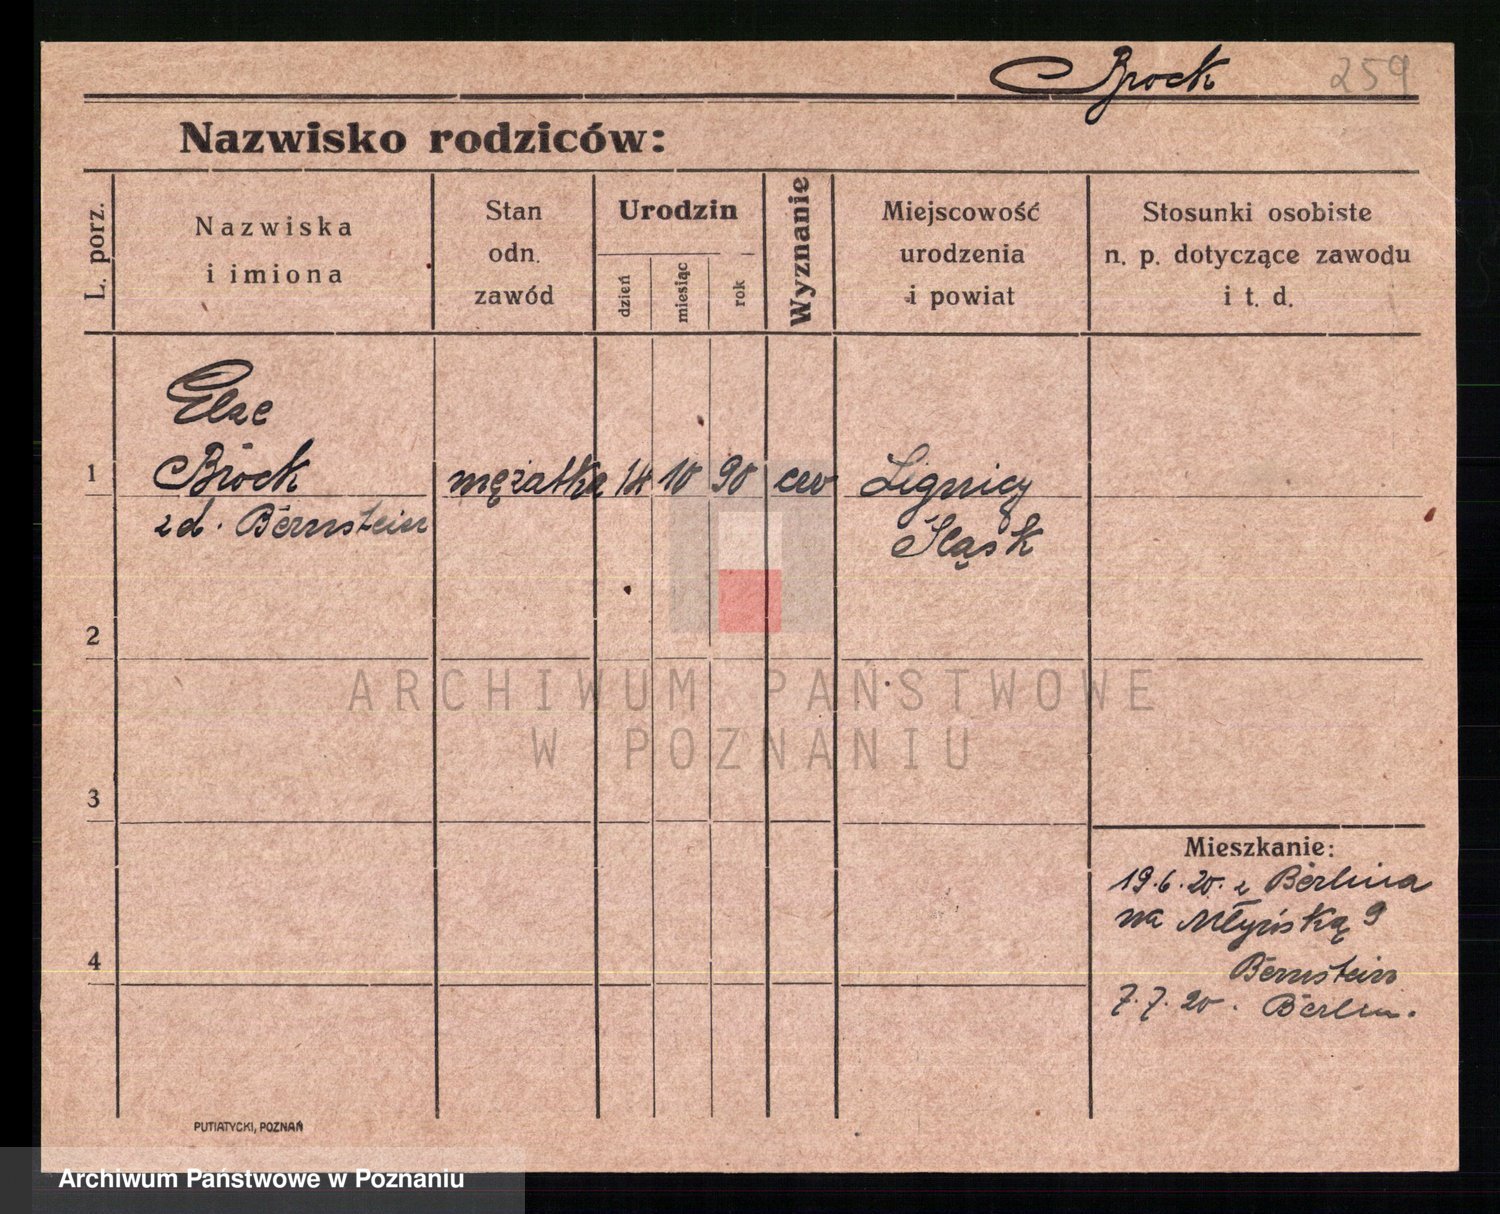 Brock 259
Nazwisko rodziców:
L. porz.
Nazwiska
i imiona
Stan
odn.
zawód
Urodzin
dzień
miesiąc
rok
Wyznanie
Miejscowość
urodzenia
i powiat
Stosunki osobiste
n. p. dotyczące zawodu
i t. d.
Else
1 Brock mężatka 14 10 90 ew Lignicy
zd. Bernstein Śląsk
2
ARCHIWUM PAŃSTWOWE
W POZNANIU
3
Mieszkanie:
19.6.20. z Berlina
na Młyńską 9
4
Bernstein
7.7.20. Berlin.
PUTIATYCKI, POZNAŃ
Archiwum Państwowe w Poznaniu